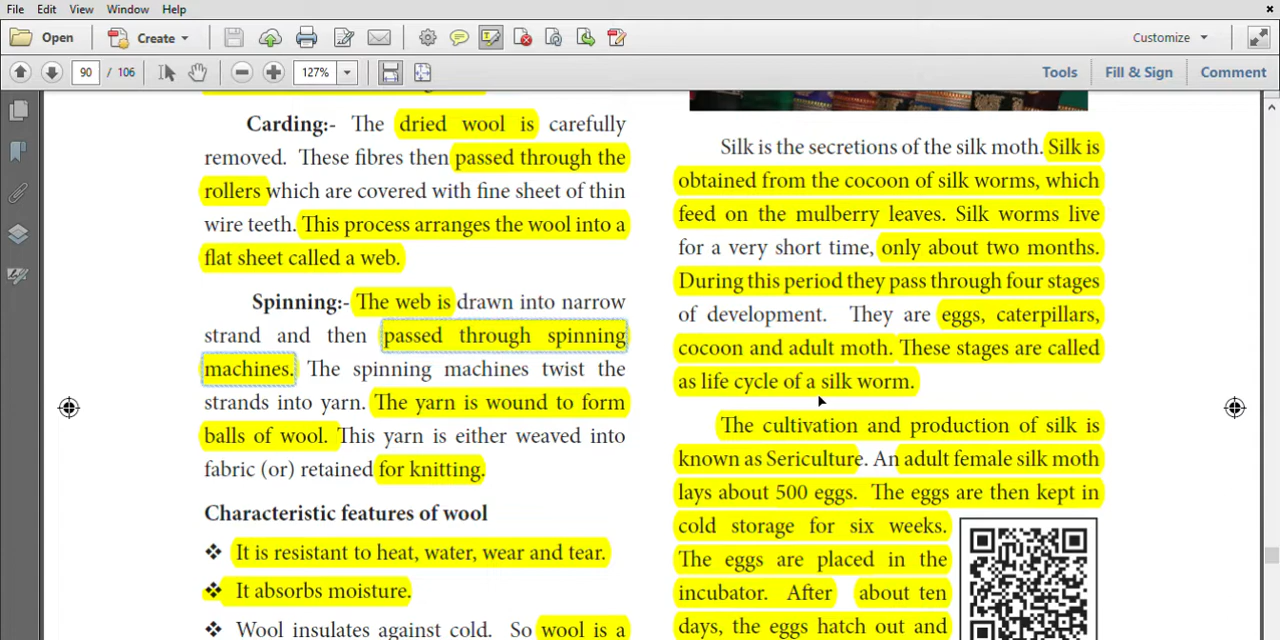 File Edit View Window Help
Open Create Customize
90 / 106 127% Tools Fill & Sign Comment
Carding:- The dried wool is carefully
removed. These fibres then passed through the
rollers which are covered with fine sheet of thin
wire teeth. This process arranges the wool into a
flat sheet called a web.
Spinning:- The web is drawn into narrow
strand and then passed through spinning
machines. The spinning machines twist the
strands into yarn. The yarn is wound to form
balls of wool. This yarn is either weaved into
fabric (or) retained for knitting.
Characteristic features of wool
❖ It is resistant to heat, water, wear and tear.
❖ It absorbs moisture.
❖ Wool insulates against cold. So wool is a
Silk is the secretions of the silk moth. Silk is
obtained from the cocoon of silk worms, which
feed on the mulberry leaves. Silk worms live
for a very short time, only about two months.
During this period they pass through four stages
of development. They are eggs, caterpillars,
cocoon and adult moth. These stages are called
as life cycle of a silk worm.
The cultivation and production of silk is
known as Sericulture. An adult female silk moth
lays about 500 eggs. The eggs are then kept in
cold storage for six weeks.
The eggs are placed in the
incubator. After about ten
days, the eggs hatch out and